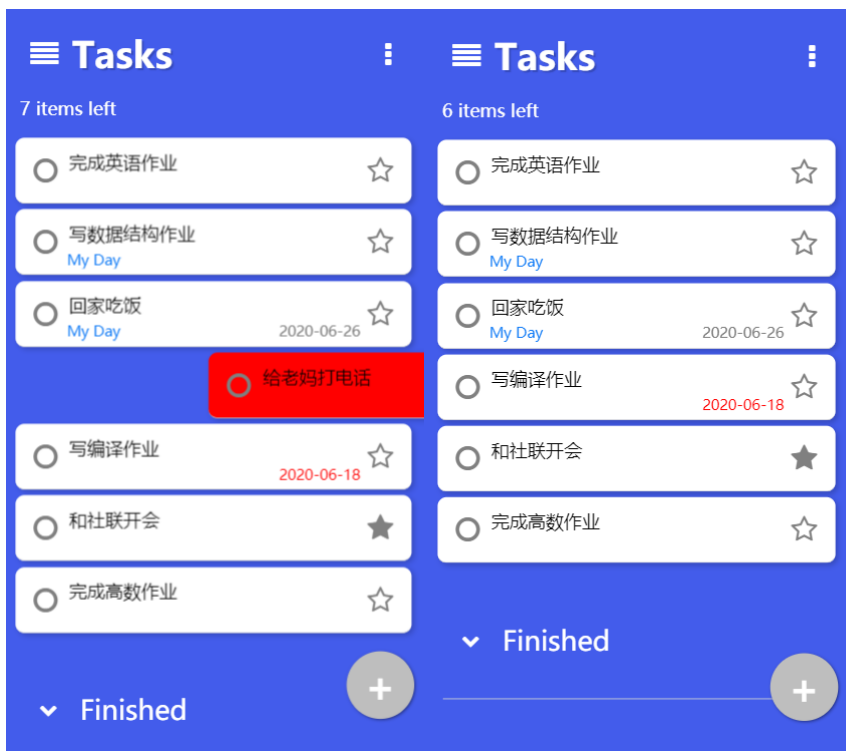 Tasks
7 items left
完成英语作业
写数据结构作业
My Day
回家吃饭
My Day
2020-06-26
给老妈打电话
写编译作业
2020-06-18
和社联开会
完成高数作业
Finished
Tasks
6 items left
完成英语作业
写数据结构作业
My Day
回家吃饭
My Day
2020-06-26
写编译作业
2020-06-18
和社联开会
完成高数作业
Finished